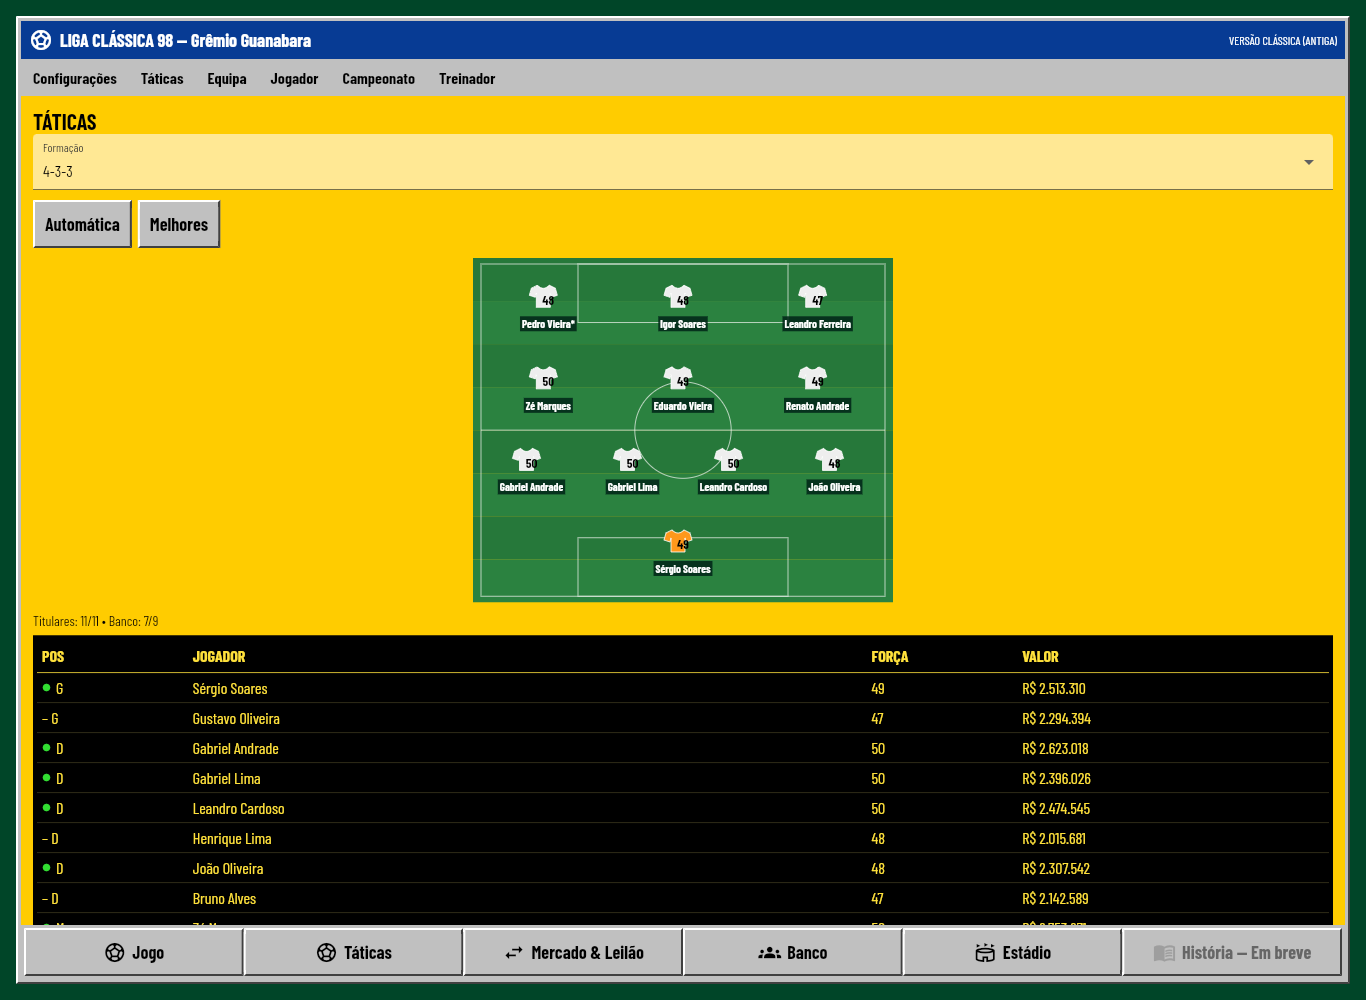 LIGA CLÁSSICA 98 — Grêmio Guanabara
VERSÃO CLÁSSICA (ANTIGA)
Configurações Táticas Equipa Jogador Campeonato Treinador
TÁTICAS
Formação
4-3-3
Automática Melhores
48 48 47
Pedro Vieira* Igor Soares Leandro Ferreira
50 49 49
Zé Marques Eduardo Vieira Renato Andrade
50 50 50 48
Gabriel Andrade Gabriel Lima Leandro Cardoso João Oliveira
49
Sérgio Soares
Titulares: 11/11 • Banco: 7/9
POS JOGADOR FORÇA VALOR
● G Sérgio Soares 49 R$ 2.513.310
– G Gustavo Oliveira 47 R$ 2.294.394
● D Gabriel Andrade 50 R$ 2.623.018
● D Gabriel Lima 50 R$ 2.396.026
● D Leandro Cardoso 50 R$ 2.474.545
– D Henrique Lima 48 R$ 2.015.681
● D João Oliveira 48 R$ 2.307.542
– D Bruno Alves 47 R$ 2.142.589
Jogo Táticas Mercado & Leilão Banco Estádio História — Em breve